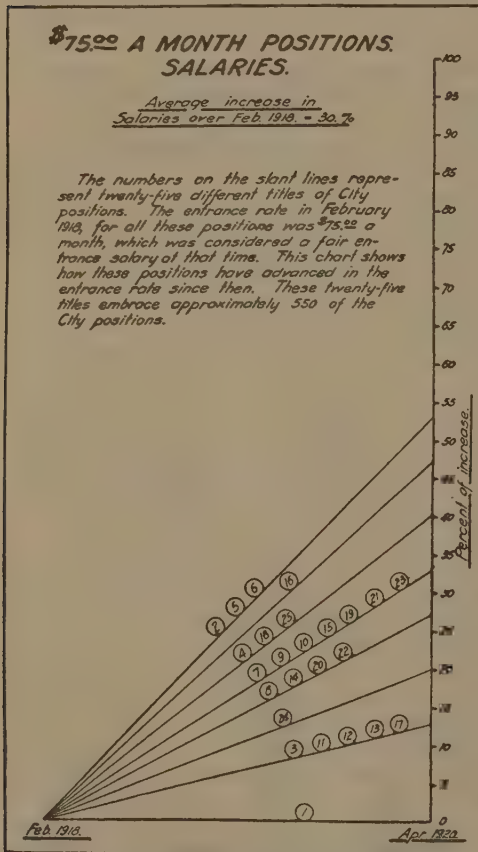 $75.00 A MONTH POSITIONS.
SALARIES.
Average increase in
Salaries over Feb. 1918. - 30.%
The numbers on the slant lines repre-
sent twenty-five different titles of City
positions. The entrance rate in February
1918, for all these positions was $75.00 a
month, which was considered a fair en-
trance salary at that time. This chart shows
how these positions have advanced in the
entrance rate since then. These twenty-five
titles embrace approximately 550 of the
City positions.
100
95
90
85
80
75
70
65
60
55
50
40
35
30
10
0
Percent of increase.
2 5 6 16
4 18 25
7 9 10 15 19 21 23
8 14 20 22
3 11 12 13 17
1
Feb. 1918.
Apr. 1920.